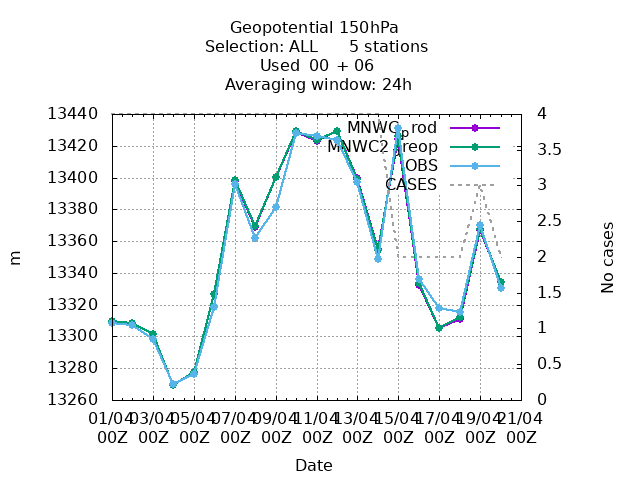 Geopotential 150hPa
Selection: ALL 5 stations
Used 00 + 06
Averaging window: 24h
13440
13420
13400
13380
13360
13340
13320
13300
13280
13260
m
4
3.5
3
2.5
2
1.5
1
0.5
0
No cases
MNWC_prod
MNWC2_preop
OBS
CASES
01/04 03/04 05/04 07/04 09/04 11/04 13/04 15/04 17/04 19/04 21/04
00Z 00Z 00Z 00Z 00Z 00Z 00Z 00Z 00Z 00Z 00Z
Date